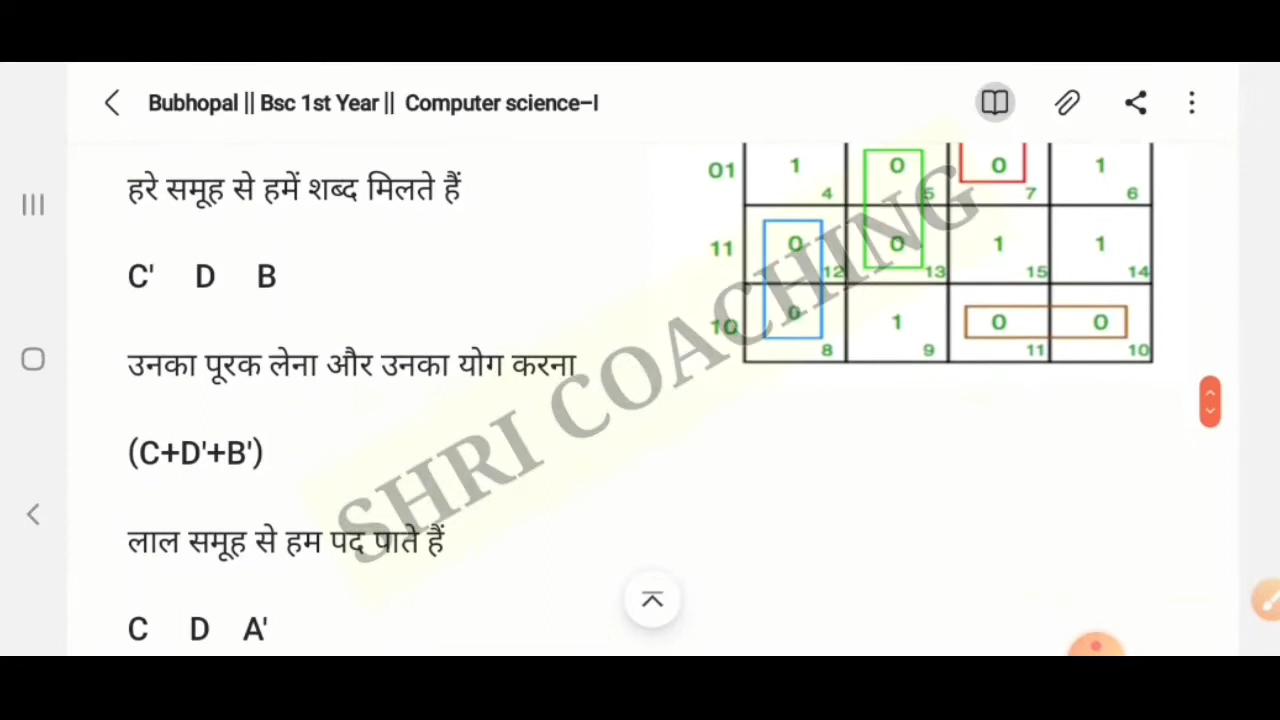 Bubhopal || Bsc 1st Year || Computer science-I
हरे समूह से हमें शब्द मिलते हैं
C' D B
उनका पूरक लेना और उनका योग करना
(C+D'+B')
लाल समूह से हम पद पाते हैं
C D A'
01 1 4 0 5 0 7 1 6
11 0 12 0 13 1 15 1 14
10 0 8 1 9 0 11 0 10
SHRI COACHING